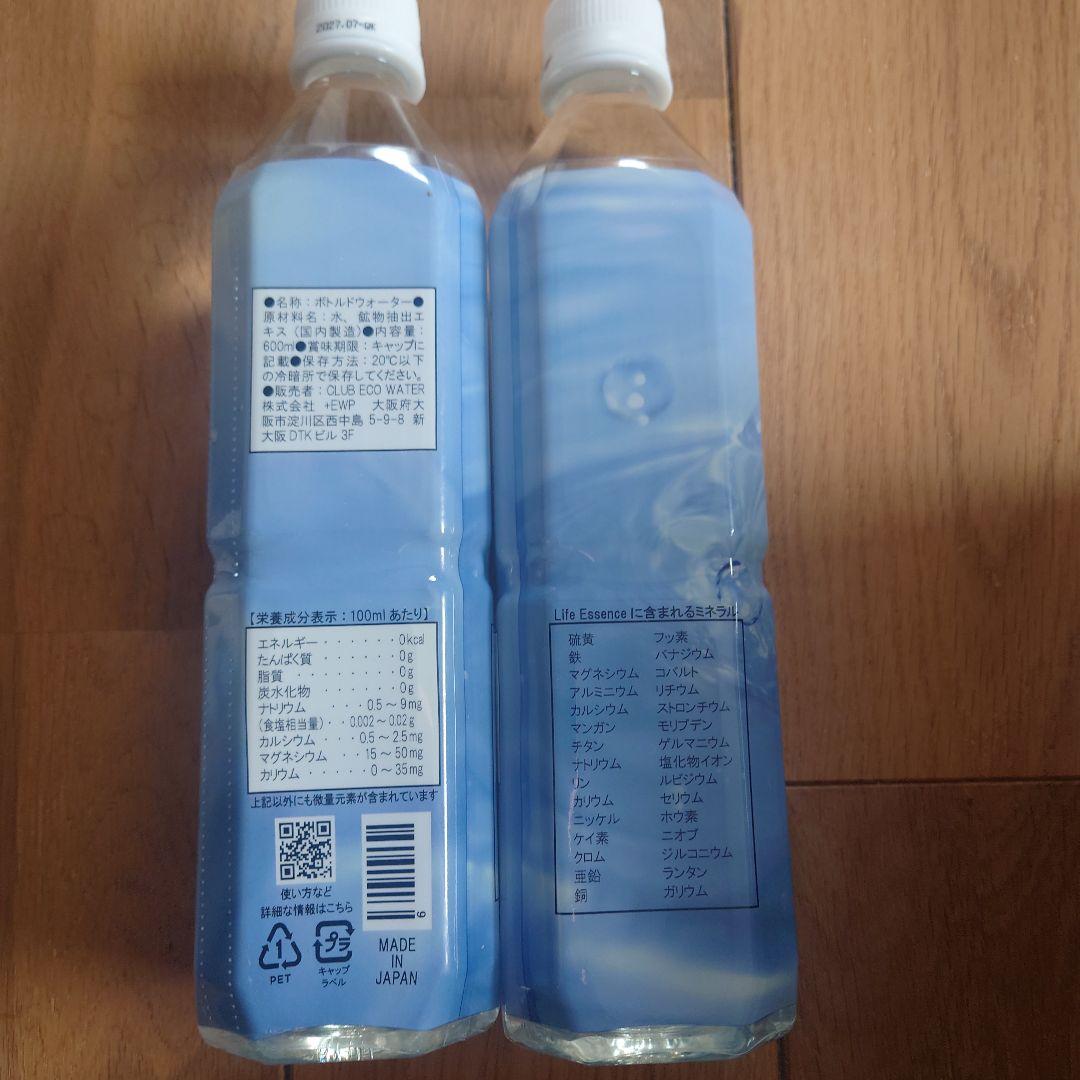 2027.07
●名称：ボトルドウォーター●
原材料名：水、鉱物抽出エ
キス（国内製造）●内容量：
600ml●賞味期限：キャップに
記載●保存方法：20℃以下
の冷暗所で保存してください。
●販売者：CLUB ECO WATER
株式会社 +EWP 大阪府大
阪市淀川区西中島 5-9-8 新
大阪 DTK ビル 3F
【栄養成分表示：100ml あたり】
エネルギー・・・・・・0kcal
たんぱく質・・・・・・0g
脂質・・・・・・・・0g
炭水化物・・・・・・・0g
ナトリウム・・・0.5～9mg
（食塩相当量）・・0.002～0.02g
カルシウム・・・0.5～2.5mg
マグネシウム・・15～50mg
カリウム・・・・・・0～35mg
上記以外にも微量元素が含まれています
使い方など
詳細な情報はこちら
1
PET
プラ
キャップ
ラベル
9
MADE
IN
JAPAN
Life Essence に含まれるミネラル
硫黄 フッ素
鉄 バナジウム
マグネシウム コバルト
アルミニウム リチウム
カルシウム ストロンチウム
マンガン モリブデン
チタン ゲルマニウム
ナトリウム 塩化物イオン
リン ルビジウム
カリウム セリウム
ニッケル ホウ素
ケイ素 ニオブ
クロム ジルコニウム
亜鉛 ランタン
銅 ガリウム